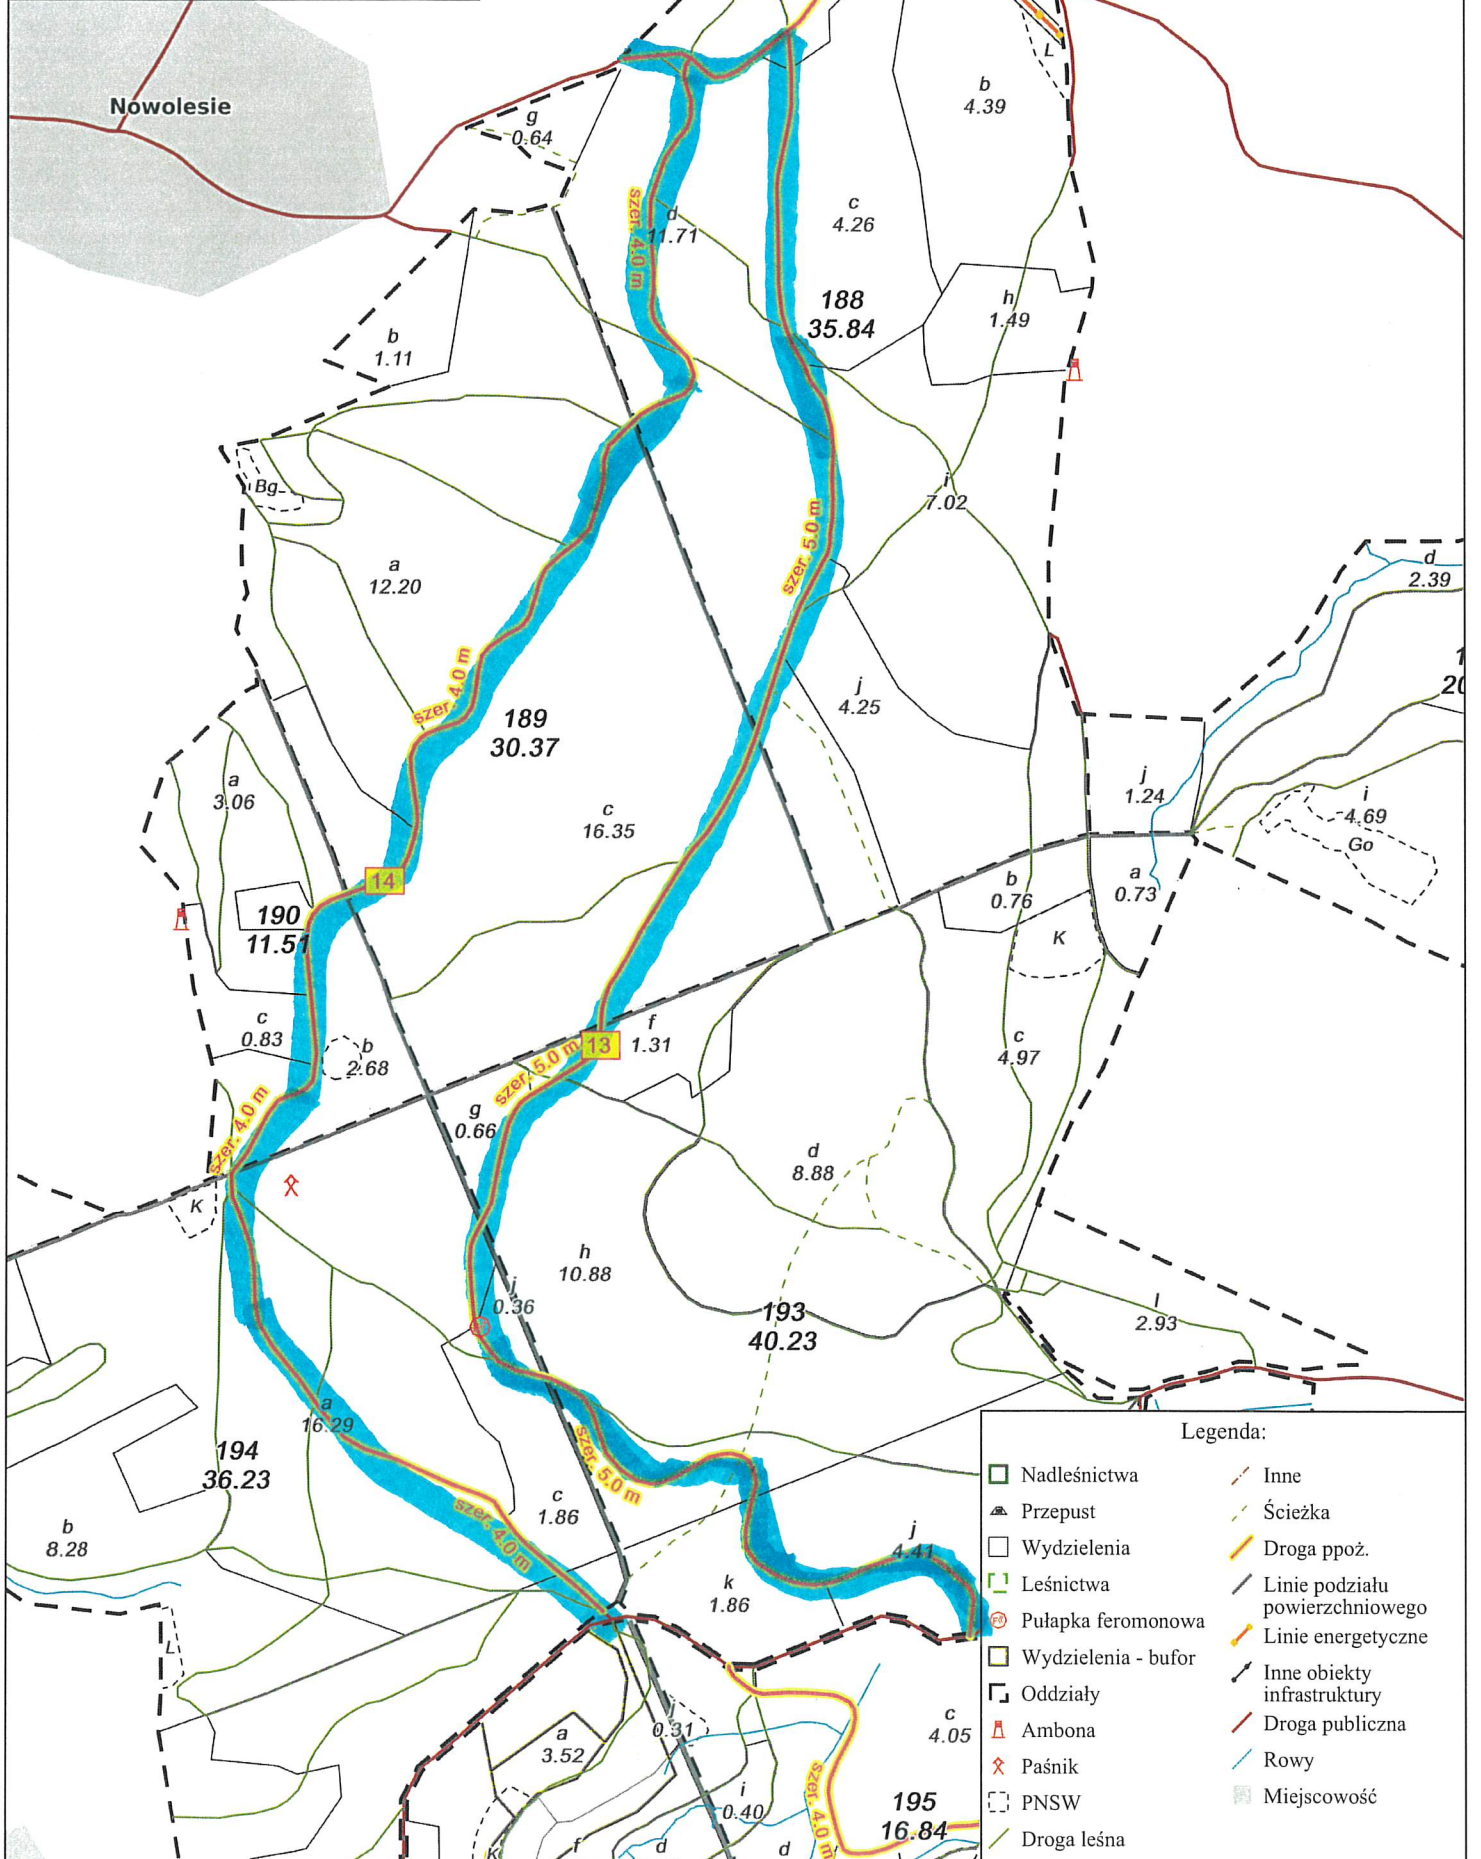 L
b
4.39
Nowolesie
g
0.64
szer. 4.0 m
d
11.71
c
4.26
188
35.84
h
1.49
b
1.11
Bg
i
7.02
szer. 5.0 m
a
12.20
d
2.39
szer. 4.0 m
189
30.37
j
4.25
a
3.06
c
16.35
j
1.24
i
4.69
Go
14
b
0.76
a
0.73
190
11.51
K
c
0.83
b
2.68
13
f
1.31
c
4.97
szer. 5.0 m
szer. 4.0 m
g
0.66
d
8.88
K
h
10.88
i
0.36
193
40.23
l
2.93
a
16.29
194
36.23
szer. 5.0 m
c
1.86
szer. 4.0 m
b
8.28
j
4.41
k
1.86
L
a
3.52
0.31
c
4.05
szer. 4.0 m
i
0.40
195
16.84
K
f
d
d
Legenda:
Nadleśnictwa
Przepust
Wydzielenia
Leśnictwa
Pułapka feromonowa
Wydzielenia - bufor
Oddziały
Ambona
Paśnik
PNSW
Droga leśna
Inne
Ścieżka
Droga ppoż.
Linie podziału
powierzchniowego
Linie energetyczne
Inne obiekty
infrastruktury
Droga publiczna
Rowy
Miejscowość